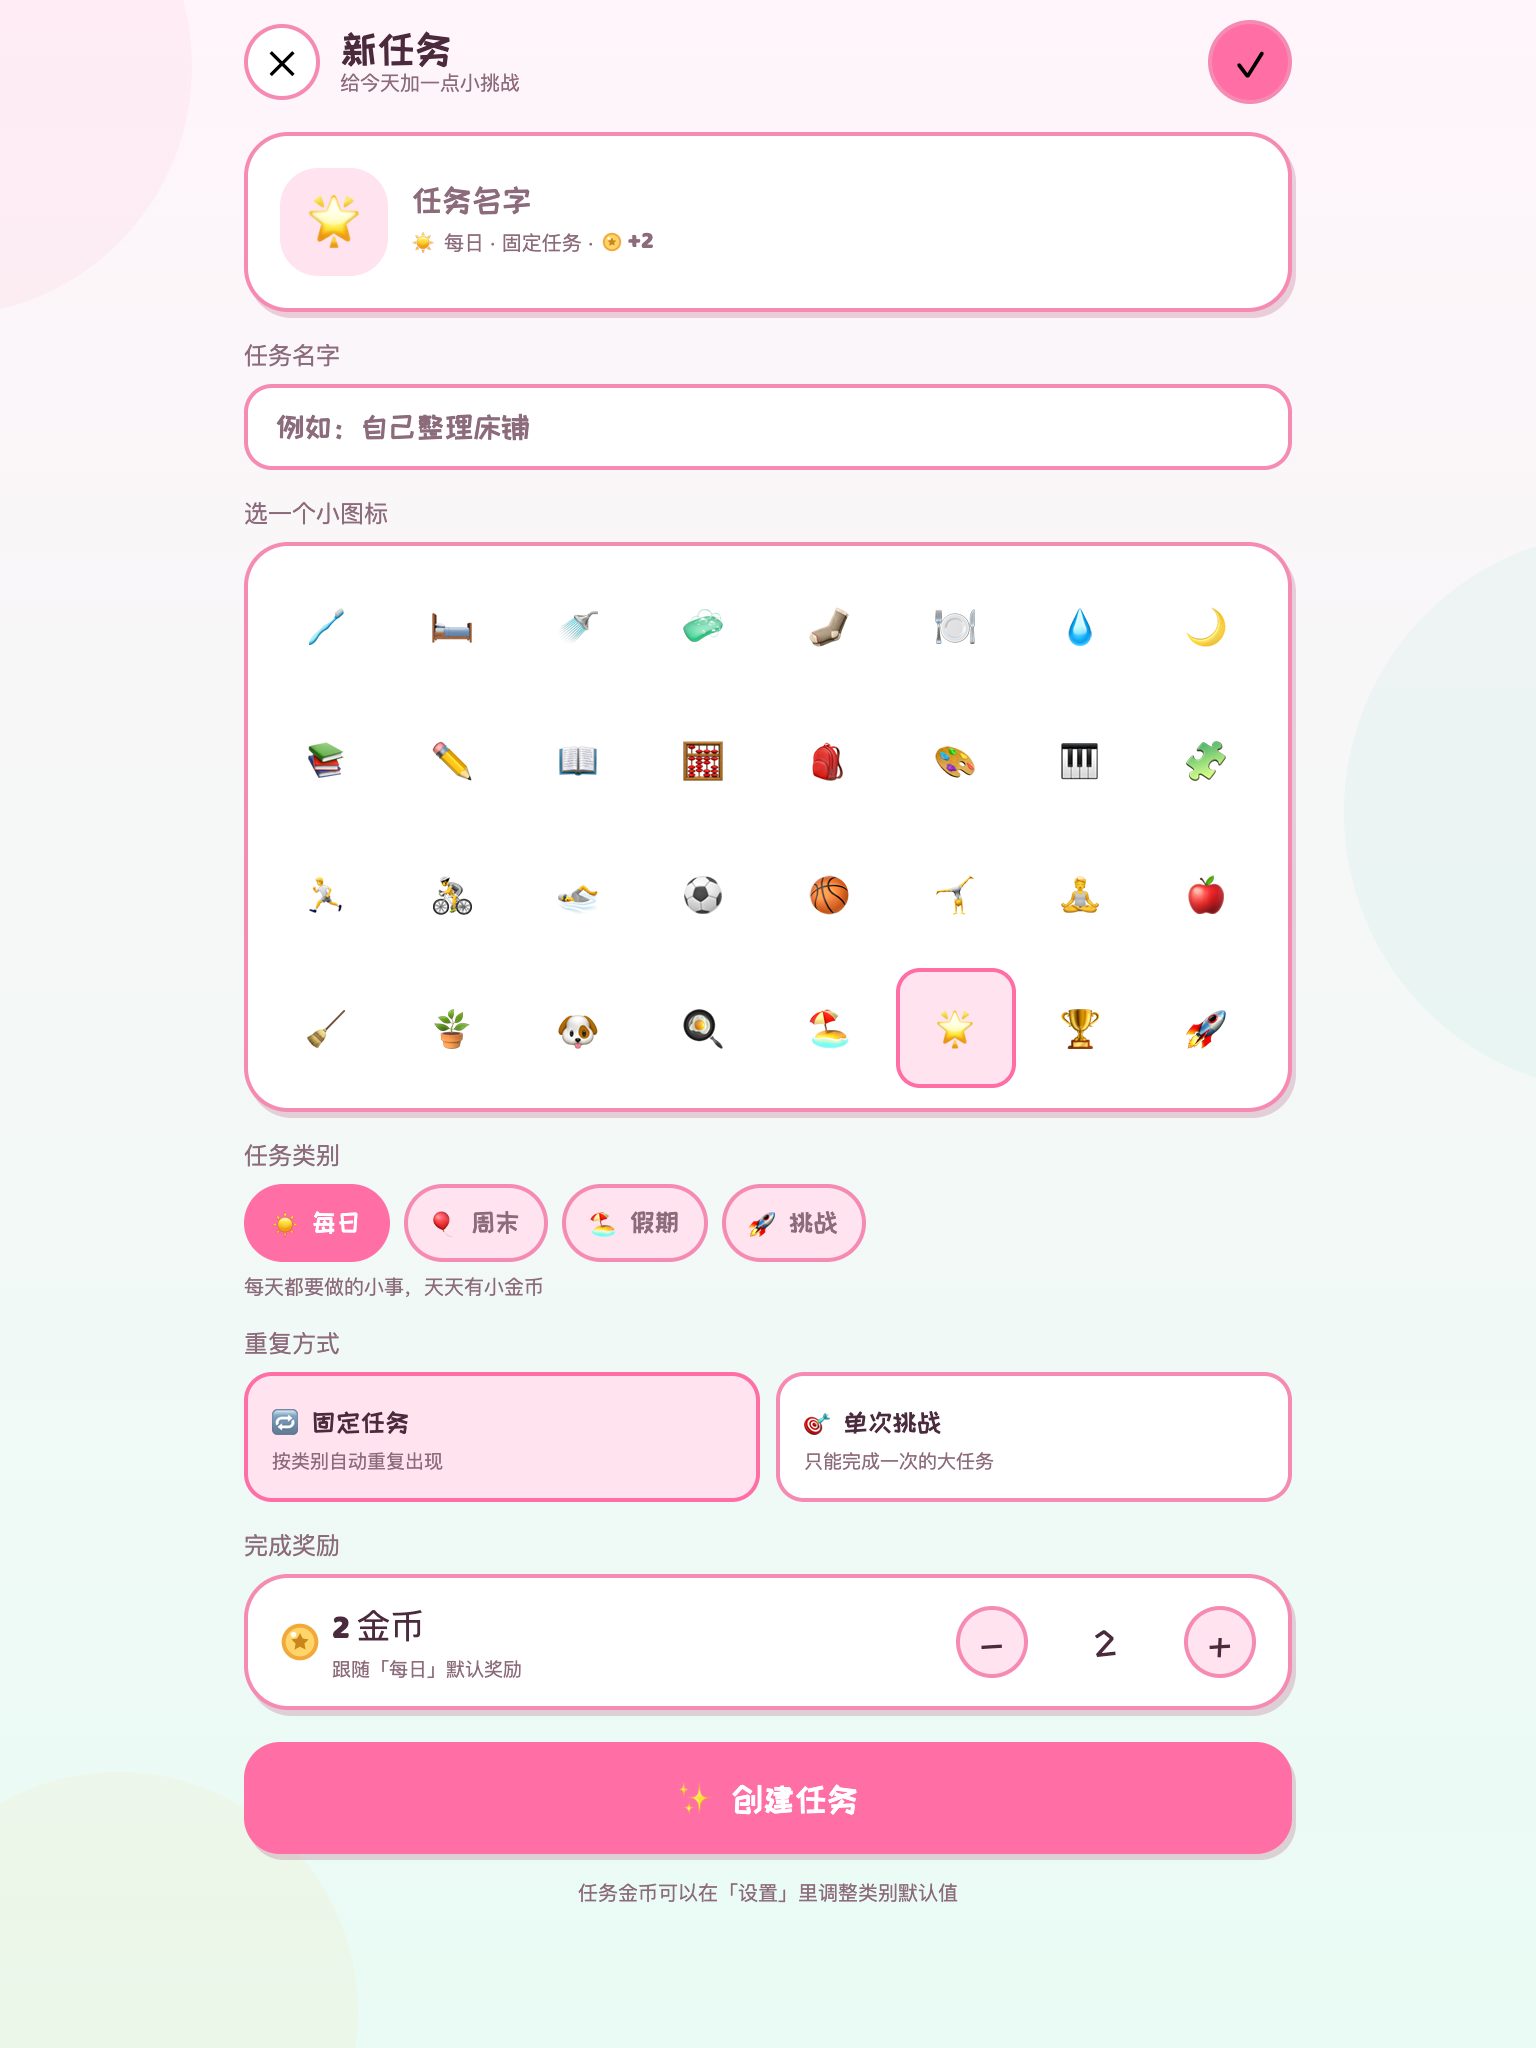 新任务
给今天加一点小挑战
任务名字
每日 · 固定任务 · +2
任务名字
例如：自己整理床铺
选一个小图标
任务类别
每日 周末 假期 挑战
每天都要做的小事，天天有小金币
重复方式
固定任务 单次挑战
按类别自动重复出现 只能完成一次的大任务
完成奖励
2 金币
跟随「每日」默认奖励
− 2 +
创建任务
任务金币可以在「设置」里调整类别默认值